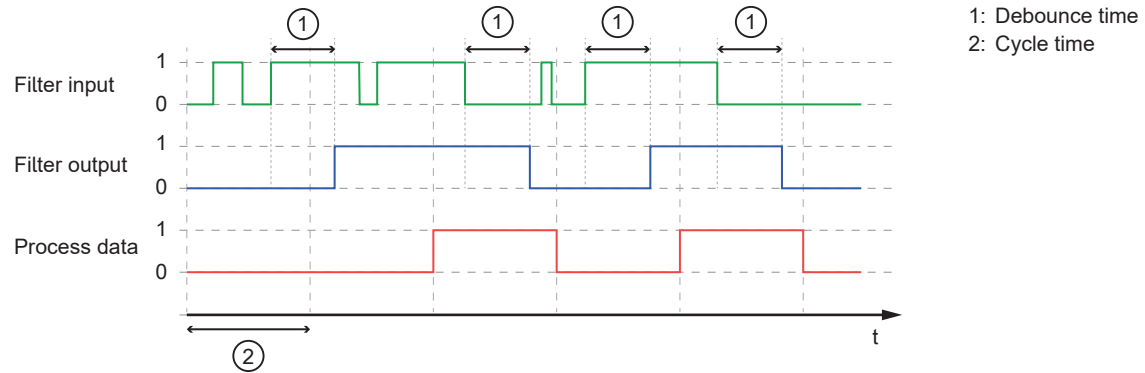 1 1 1 1
1: Debounce time
2: Cycle time
1
Filter input
0
1
Filter output
0
1
Process data
0
t
2